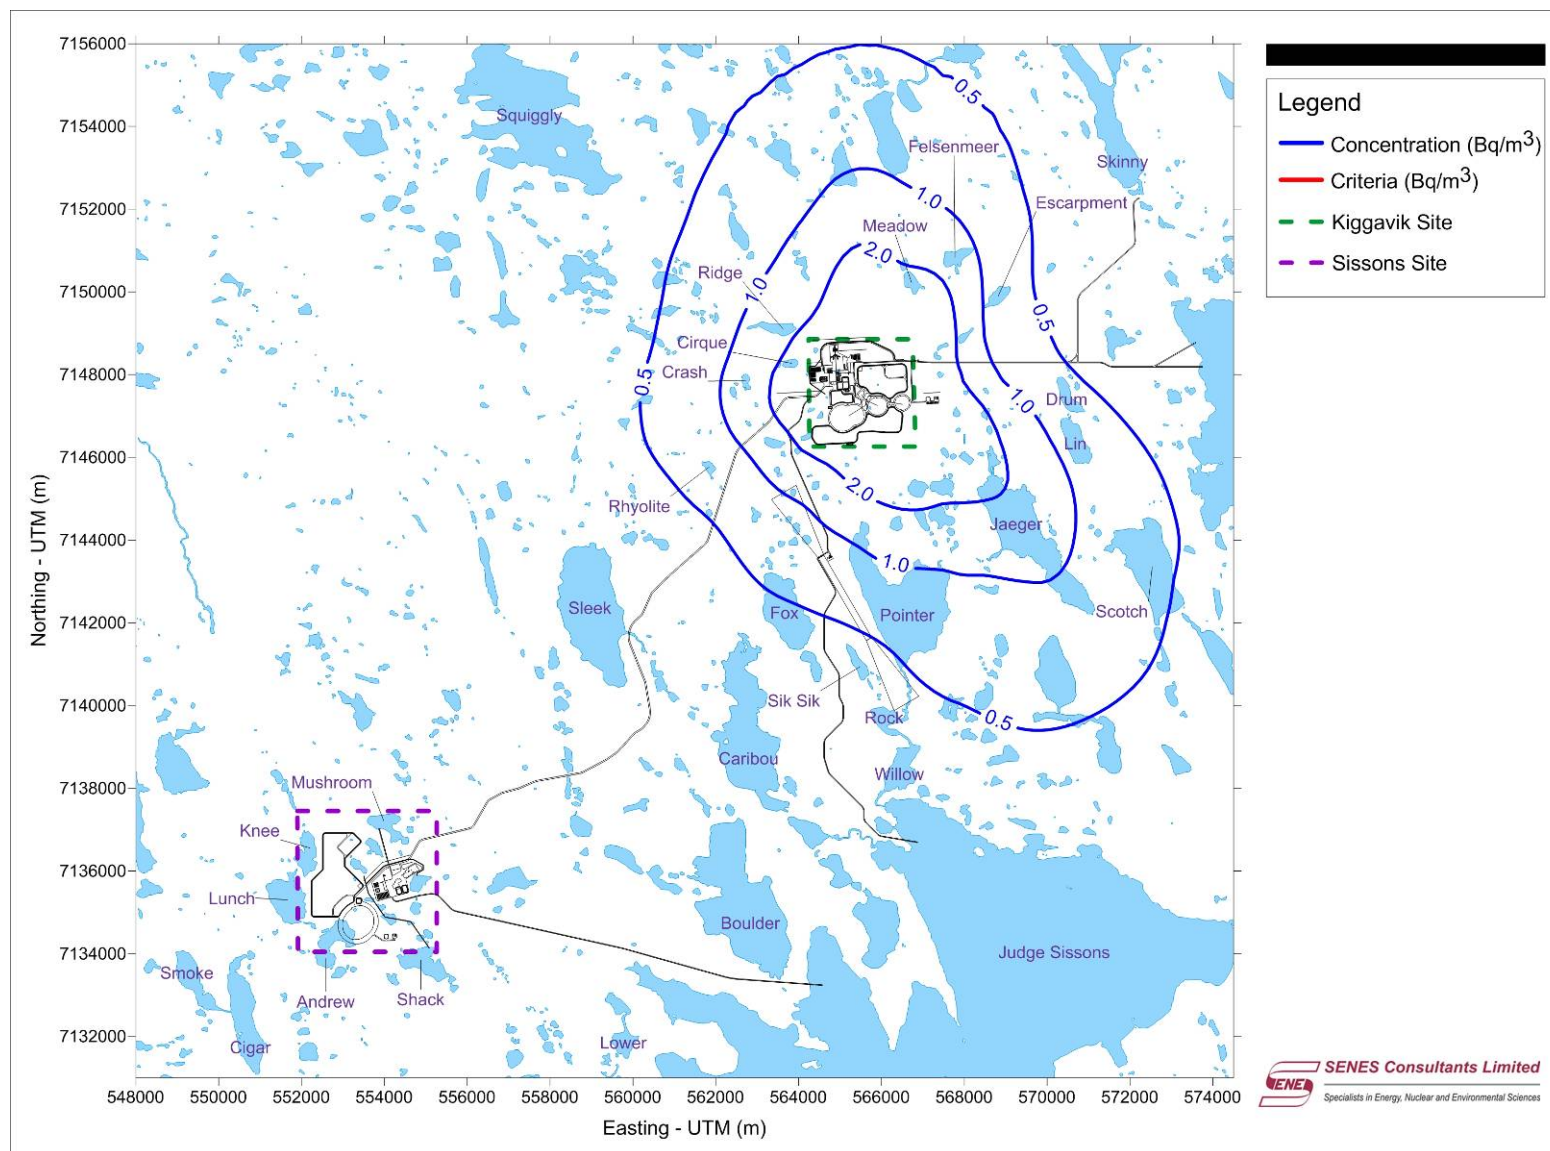 7156000
7154000
7152000
7150000
7148000
7146000
7144000
7142000
7140000
7138000
7136000
7134000
7132000
Northing - UTM (m)
548000 550000 552000 554000 556000 558000 560000 562000 564000 566000 568000 570000 572000 574000
Easting - UTM (m)
Squiggly
0.5
Felsenmeer
Skinny
1.0
Escarpment
Meadow
2.0
Ridge
1.0
0.5
Cirque
Crash
0.5
1.0
Drum
Lin
2.0
Rhyolite
Jaeger
1.0
Sleek
Fox
Pointer
Scotch
Sik Sik
Rock
0.5
Caribou
Willow
Mushroom
Knee
Lunch
Boulder
Judge Sissons
Smoke
Andrew
Shack
Cigar
Lower
Legend
Concentration (Bq/m³)
Criteria (Bq/m³)
Kiggavik Site
Sissons Site
SENES
SENES Consultants Limited
Specialists in Energy, Nuclear and Environmental Sciences